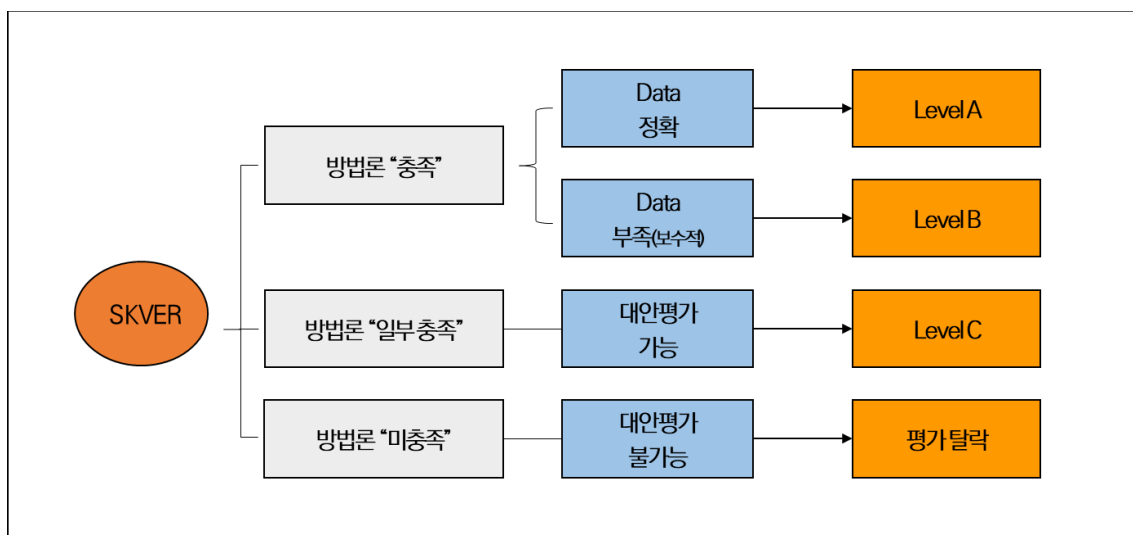 Data
정확
Level A
방법론 “충족”
Data
부족(보수적)
Level B
SKVER
방법론 “일부 충족”
대안평가
가능
Level C
방법론 “미충족”
대안평가
불가능
평가 탈락